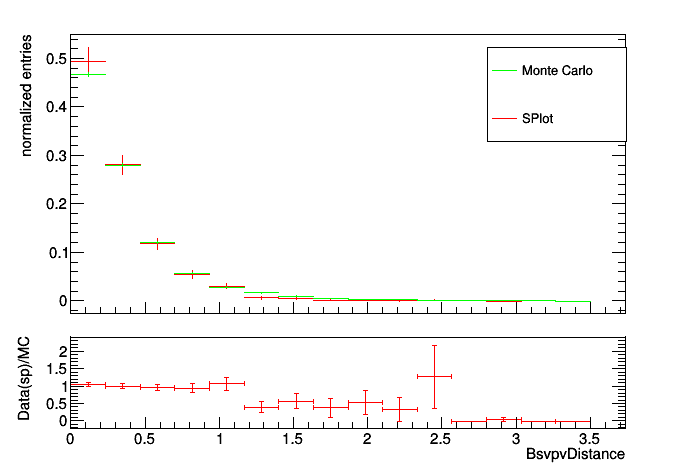 normalized entries
0.5
0.4
0.3
0.2
0.1
0
Monte Carlo
SPlot
Data(sp)/MC
2
1.5
1
0.5
0
0 0.5 1 1.5 2 2.5 3 3.5
BsvpvDistance